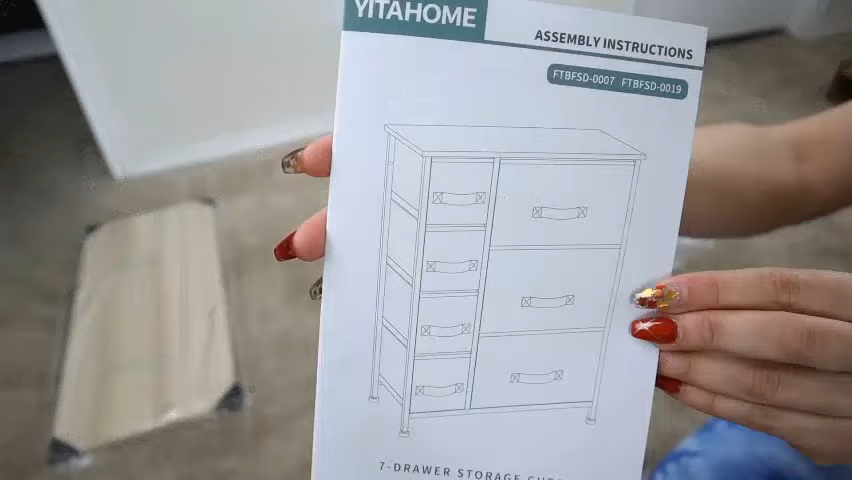 YITAHOME
ASSEMBLY INSTRUCTIONS
FTBFSD-0007 FTBFSD-0019
7-DRAWER STORAGE